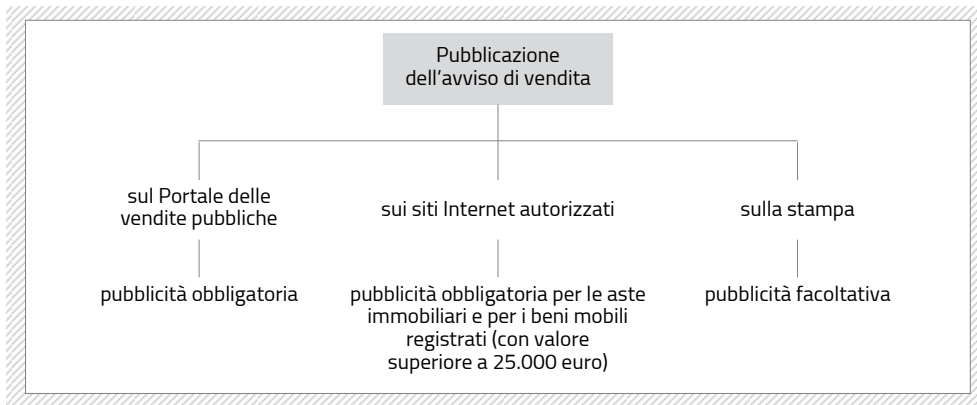 Pubblicazione
dell'avviso di vendita
sul Portale delle
vendite pubbliche
sui siti Internet autorizzati
sulla stampa
pubblicità obbligatoria
pubblicità obbligatoria per le aste
immobiliari e per i beni mobili
registrati (con valore
superiore a 25.000 euro)
pubblicità facoltativa